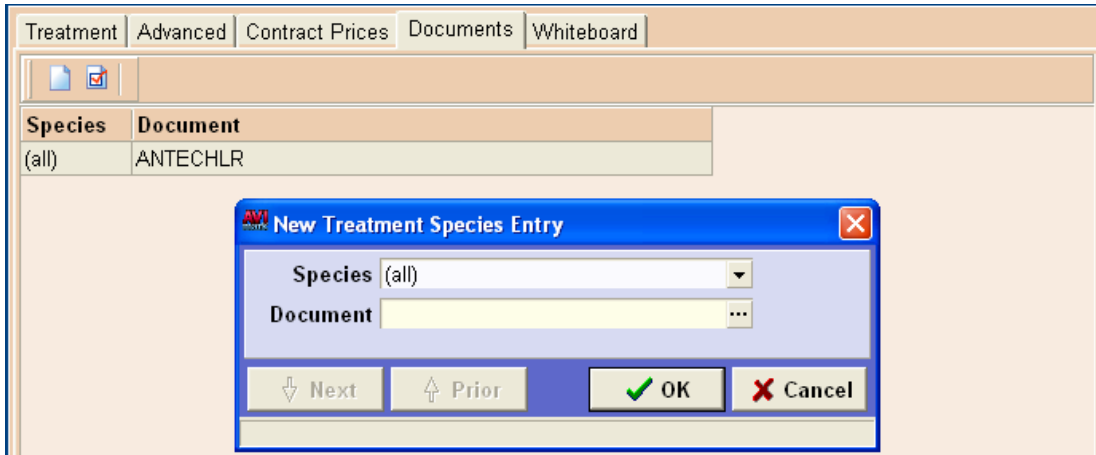 Treatment Advanced Contract Prices Documents Whiteboard
Species Document
(all) ANTECHLR
AVI New Treatment Species Entry
Species (all)
Document ...
Next Prior OK Cancel